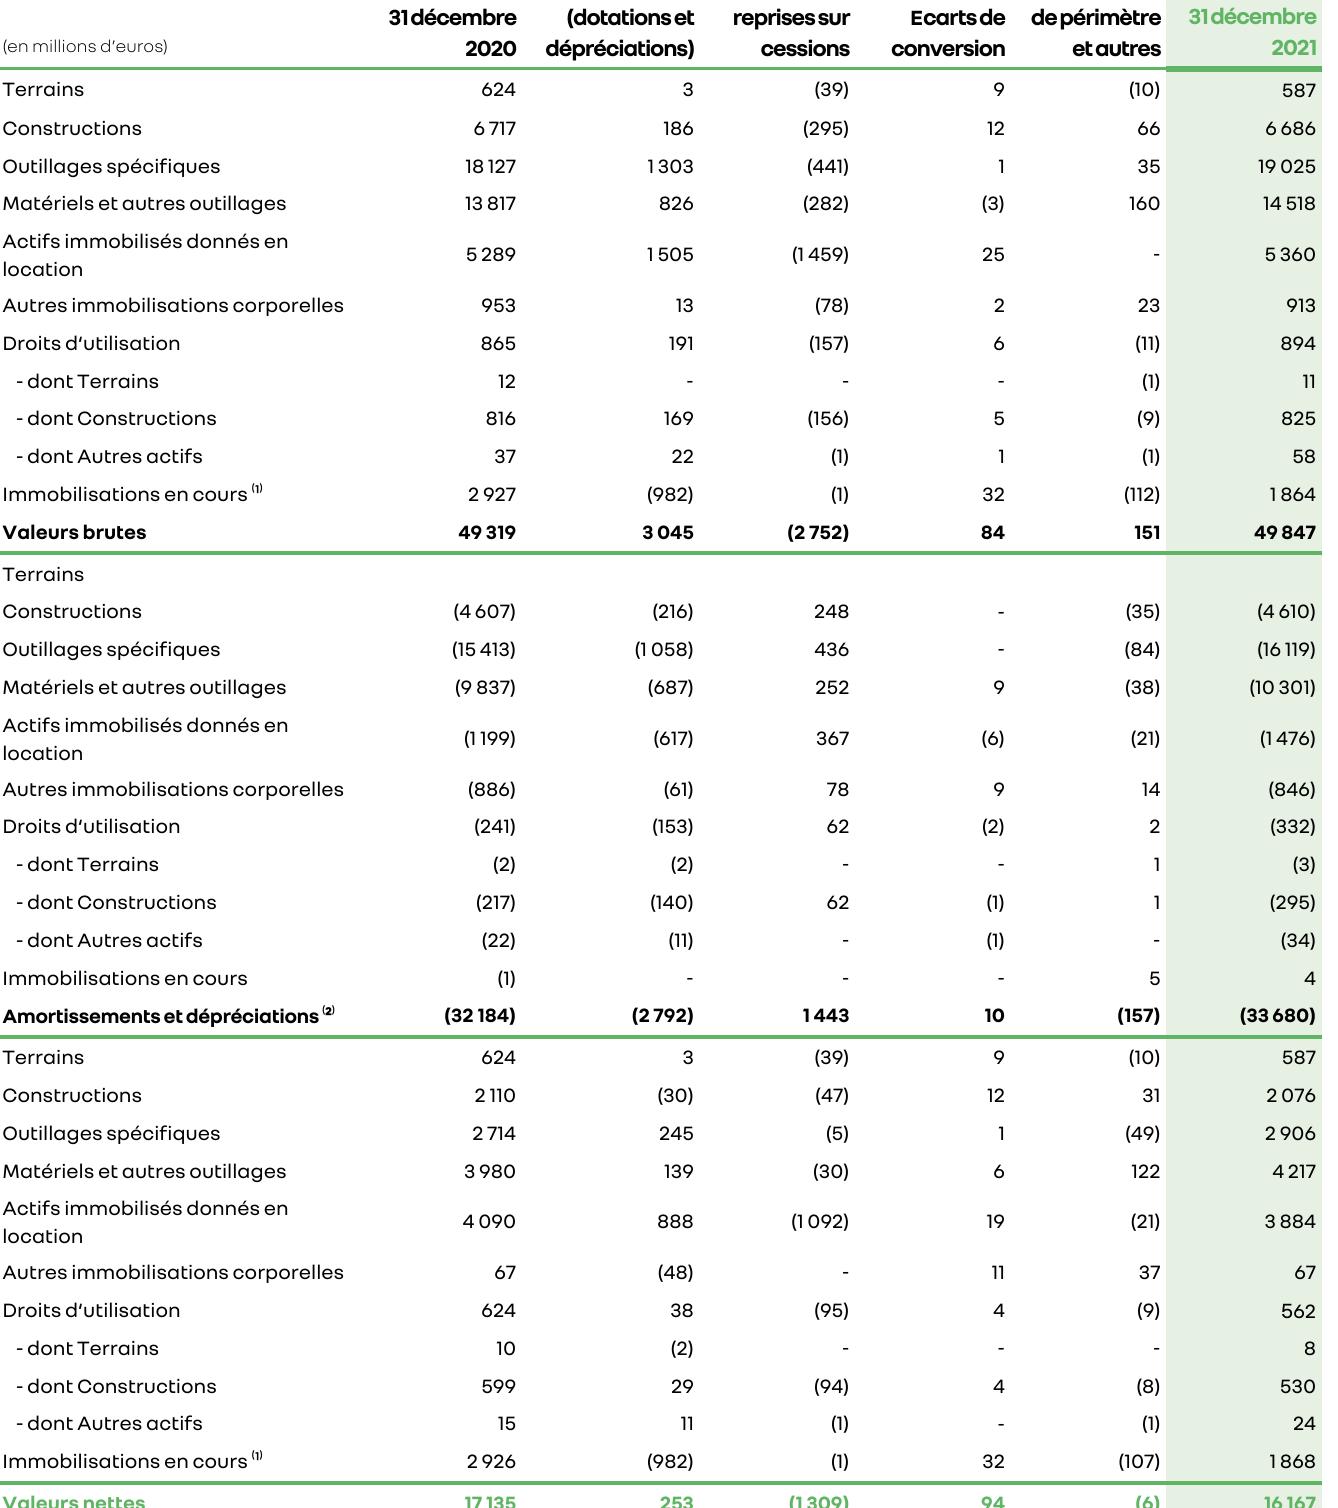 31 décembre (dotations et reprises sur Ecarts de de périmètre 31 décembre
(en millions d'euros) 2020 dépréciations) cessions conversion et autres 2021
Terrains 624 3 (39) 9 (10) 587
Constructions 6 717 186 (295) 12 66 6 686
Outillages spécifiques 18 127 1 303 (441) 1 35 19 025
Matériels et autres outillages 13 817 826 (282) (3) 160 14 518
Actifs immobilisés donnés en
location 5 289 1 505 (1 459) 25 - 5 360
Autres immobilisations corporelles 953 13 (78) 2 23 913
Droits d'utilisation 865 191 (157) 6 (11) 894
- dont Terrains 12 - - - (1) 11
- dont Constructions 816 169 (156) 5 (9) 825
- dont Autres actifs 37 22 (1) 1 (1) 58
Immobilisations en cours (1) 2 927 (982) (1) 32 (112) 1 864
Valeurs brutes 49 319 3 045 (2 752) 84 151 49 847
Terrains
Constructions (4 607) (216) 248 - (35) (4 610)
Outillages spécifiques (15 413) (1 058) 436 - (84) (16 119)
Matériels et autres outillages (9 837) (687) 252 9 (38) (10 301)
Actifs immobilisés donnés en
location (1 199) (617) 367 (6) (21) (1 476)
Autres immobilisations corporelles (886) (61) 78 9 14 (846)
Droits d'utilisation (241) (153) 62 (2) 2 (332)
- dont Terrains (2) (2) - - 1 (3)
- dont Constructions (217) (140) 62 (1) 1 (295)
- dont Autres actifs (22) (11) - (1) - (34)
Immobilisations en cours (1) - - - 5 4
Amortissements et dépréciations (2) (32 184) (2 792) 1 443 10 (157) (33 680)
Terrains 624 3 (39) 9 (10) 587
Constructions 2 110 (30) (47) 12 31 2 076
Outillages spécifiques 2 714 245 (5) 1 (49) 2 906
Matériels et autres outillages 3 980 139 (30) 6 122 4 217
Actifs immobilisés donnés en
location 4 090 888 (1 092) 19 (21) 3 884
Autres immobilisations corporelles 67 (48) - 11 37 67
Droits d'utilisation 624 38 (95) 4 (9) 562
- dont Terrains 10 (2) - - - 8
- dont Constructions 599 29 (94) 4 (8) 530
- dont Autres actifs 15 11 (1) - (1) 24
Immobilisations en cours (1) 2 926 (982) (1) 32 (107) 1 868
Valeurs nettes 17 135 253 (1 309) 94 (6) 16 167